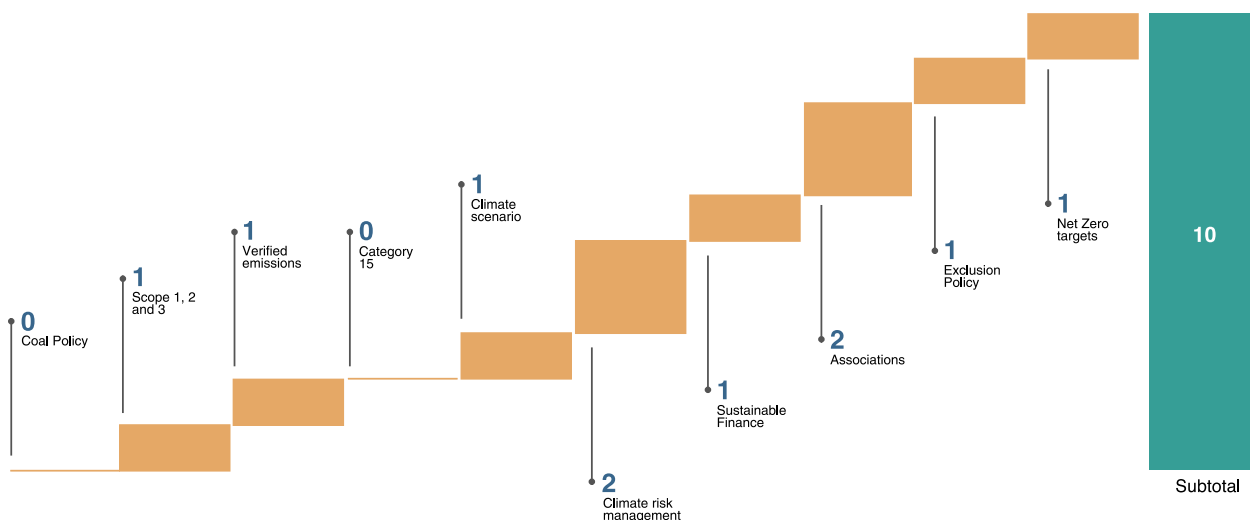 0
Coal Policy
1
Scope 1, 2
and 3
1
Verified
emissions
0
Category
15
1
Climate
scenario
2
Climate risk
management
1
Sustainable
Finance
2
Associations
1
Exclusion
Policy
1
Net Zero
targets
10
Subtotal